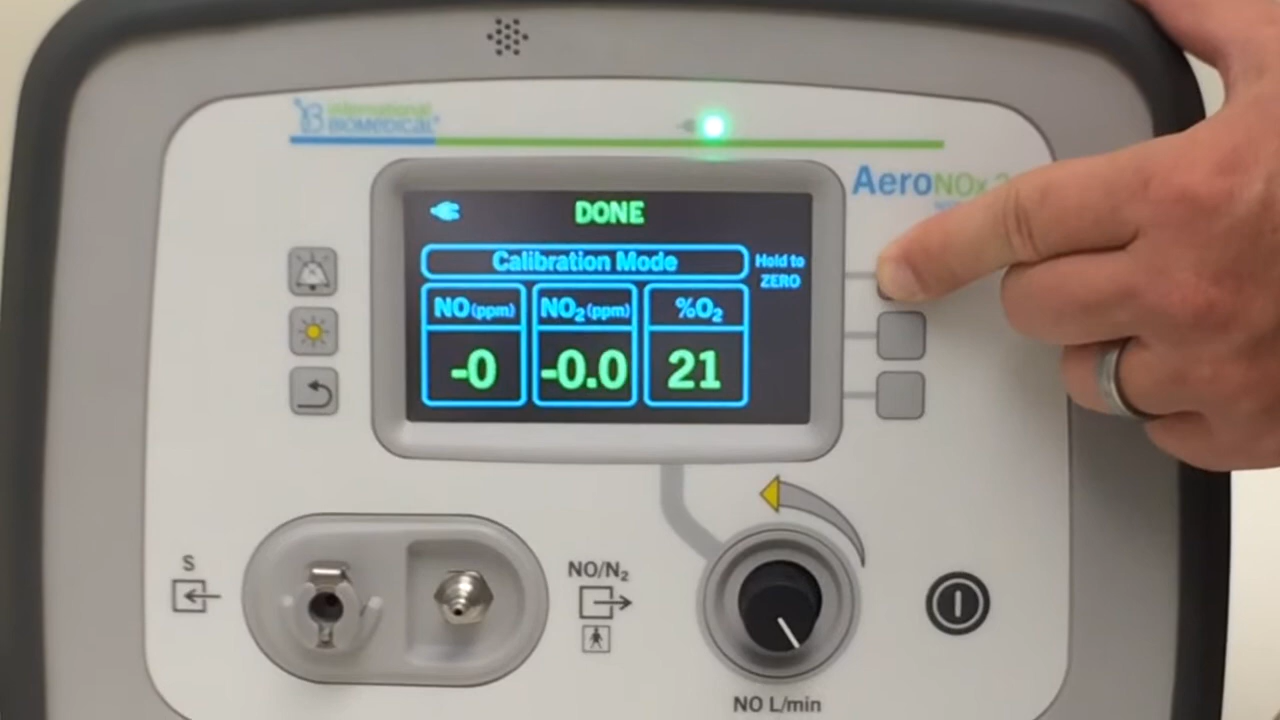 international
BIOMEDICAL®
AeroNOx
DONE
Calibration Mode
Hold to
ZERO
NO(ppm)
NO₂(ppm)
%O₂
-0
-0.0
21
S
NO/N₂
NO L/min